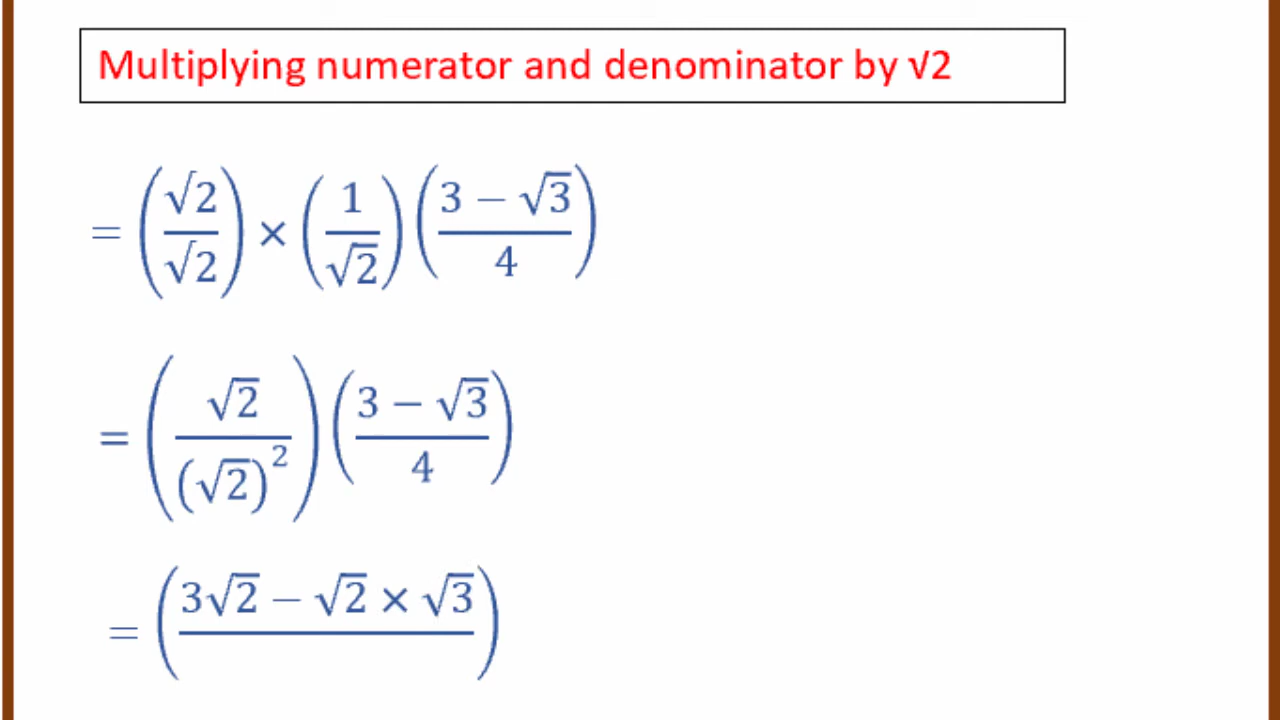 Multiplying numerator and denominator by √2
= (√2/√2) × (1/√2) ((3 − √3)/4)
= (√2/(√2)²) ((3 − √3)/4)
= ((3√2 − √2 × √3)/ )